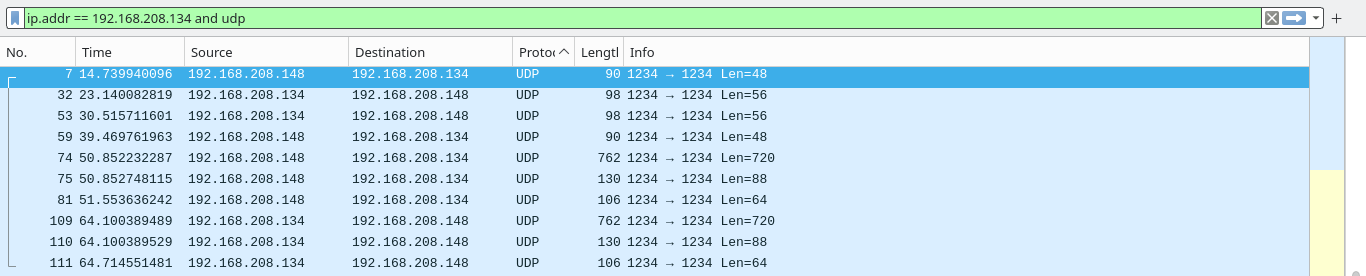 ip.addr == 192.168.208.134 and udp
No. Time Source Destination Protoc Lengtl Info
7 14.739940096 192.168.208.148 192.168.208.134 UDP 90 1234 → 1234 Len=48
32 23.140082819 192.168.208.134 192.168.208.148 UDP 98 1234 → 1234 Len=56
53 30.515711601 192.168.208.134 192.168.208.148 UDP 98 1234 → 1234 Len=56
59 39.469761963 192.168.208.148 192.168.208.134 UDP 90 1234 → 1234 Len=48
74 50.852232287 192.168.208.148 192.168.208.134 UDP 762 1234 → 1234 Len=720
75 50.852748115 192.168.208.148 192.168.208.134 UDP 130 1234 → 1234 Len=88
81 51.553636242 192.168.208.148 192.168.208.134 UDP 106 1234 → 1234 Len=64
109 64.100389489 192.168.208.134 192.168.208.148 UDP 762 1234 → 1234 Len=720
110 64.100389529 192.168.208.134 192.168.208.148 UDP 130 1234 → 1234 Len=88
111 64.714551481 192.168.208.134 192.168.208.148 UDP 106 1234 → 1234 Len=64